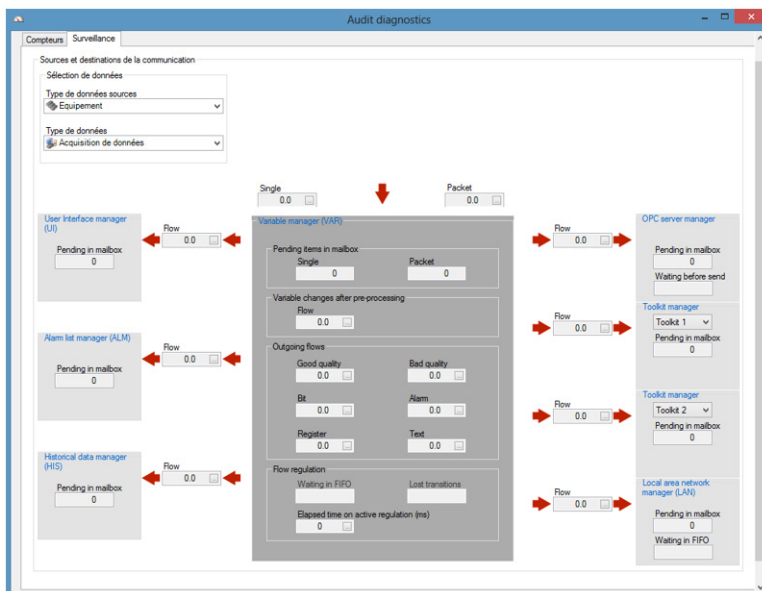 Audit diagnostics
Compteurs
Surveillance
Sources et destinations de la communication
Sélection de données
Type de données sources
Equipement
Type de données
Acquisition de données
Single
0.0
Packet
0.0
User Interface manager
(UI)
Pending in mailbox
0
Flow
0.0
Alarm list manager (ALM)
Pending in mailbox
0
Flow
0.0
Historical data manager
(HIS)
Pending in mailbox
0
Flow
0.0
Variable manager (VAR)
Pending items in mailbox
Single
0
Packet
0
Variable changes after pre-processing
Flow
0.0
Outgoing flows
Good quality
0.0
Bad quality
0.0
Bit
0.0
Alarm
0.0
Register
0.0
Text
0.0
Flow regulation
Waiting in FIFO
Lost transitions
Elapsed time on active regulation (ms)
0
Flow
0.0
OPC server manager
Pending in mailbox
0
Waiting before send
Flow
0.0
Toolkit manager
Toolkit 1
Pending in mailbox
0
Flow
0.0
Toolkit manager
Toolkit 2
Pending in mailbox
0
Flow
0.0
Local area network
manager (LAN)
Pending in mailbox
0
Waiting in FIFO